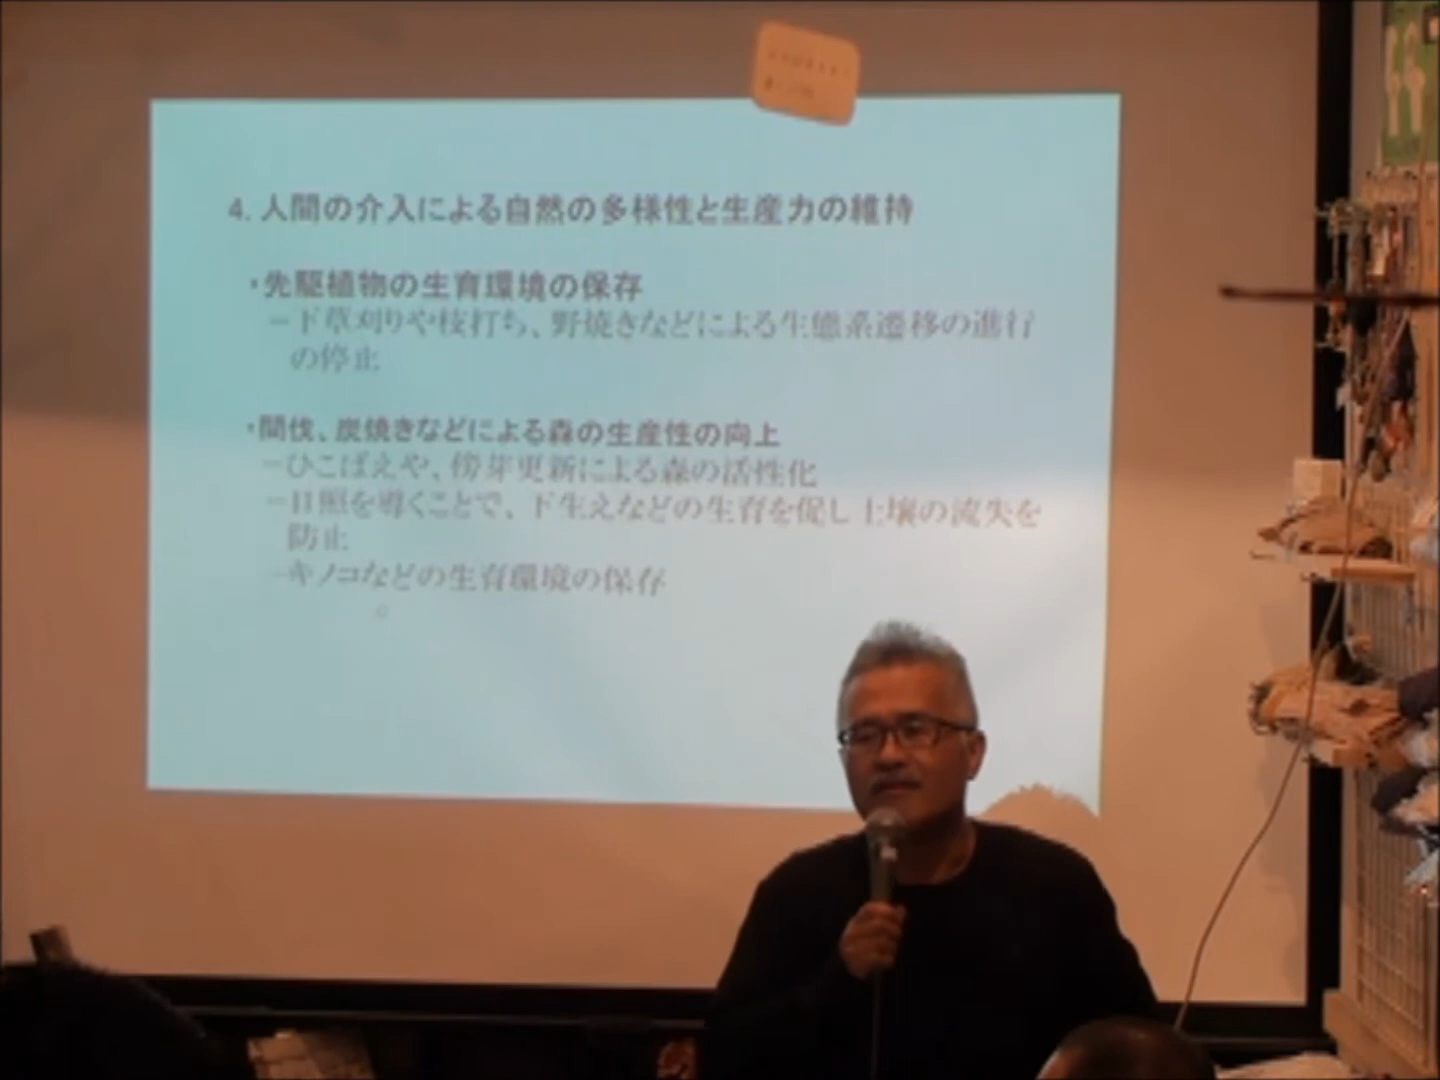 4. 人間の介入による自然の多様性と生産力の維持
・先駆植物の生育環境の保存
－下草刈りや枝打ち、野焼きなどによる生態系遷移の進行
の停止
・間伐、炭焼きなどによる森の生産性の向上
－ひこばえや、傍芽更新による森の活性化
－日照を導くことで、下生えなどの生育を促し土壌の流失を
防止
－キノコなどの生育環境の保存
。